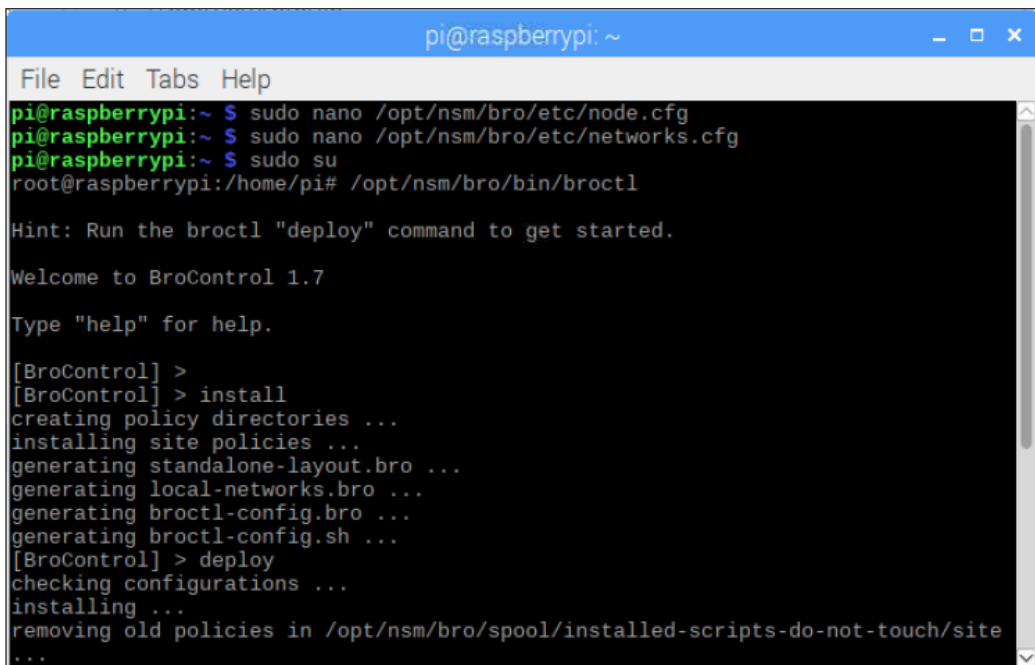 pi@raspberrypi: ~
File Edit Tabs Help
pi@raspberrypi:~ $ sudo nano /opt/nsm/bro/etc/node.cfg
pi@raspberrypi:~ $ sudo nano /opt/nsm/bro/etc/networks.cfg
pi@raspberrypi:~ $ sudo su
root@raspberrypi:/home/pi# /opt/nsm/bro/bin/broctl
Hint: Run the broctl "deploy" command to get started.
Welcome to BroControl 1.7
Type "help" for help.
[BroControl] >
[BroControl] > install
creating policy directories ...
installing site policies ...
generating standalone-layout.bro ...
generating local-networks.bro ...
generating broctl-config.bro ...
generating broctl-config.sh ...
[BroControl] > deploy
checking configurations ...
installing ...
removing old policies in /opt/nsm/bro/spool/installed-scripts-do-not-touch/site
...